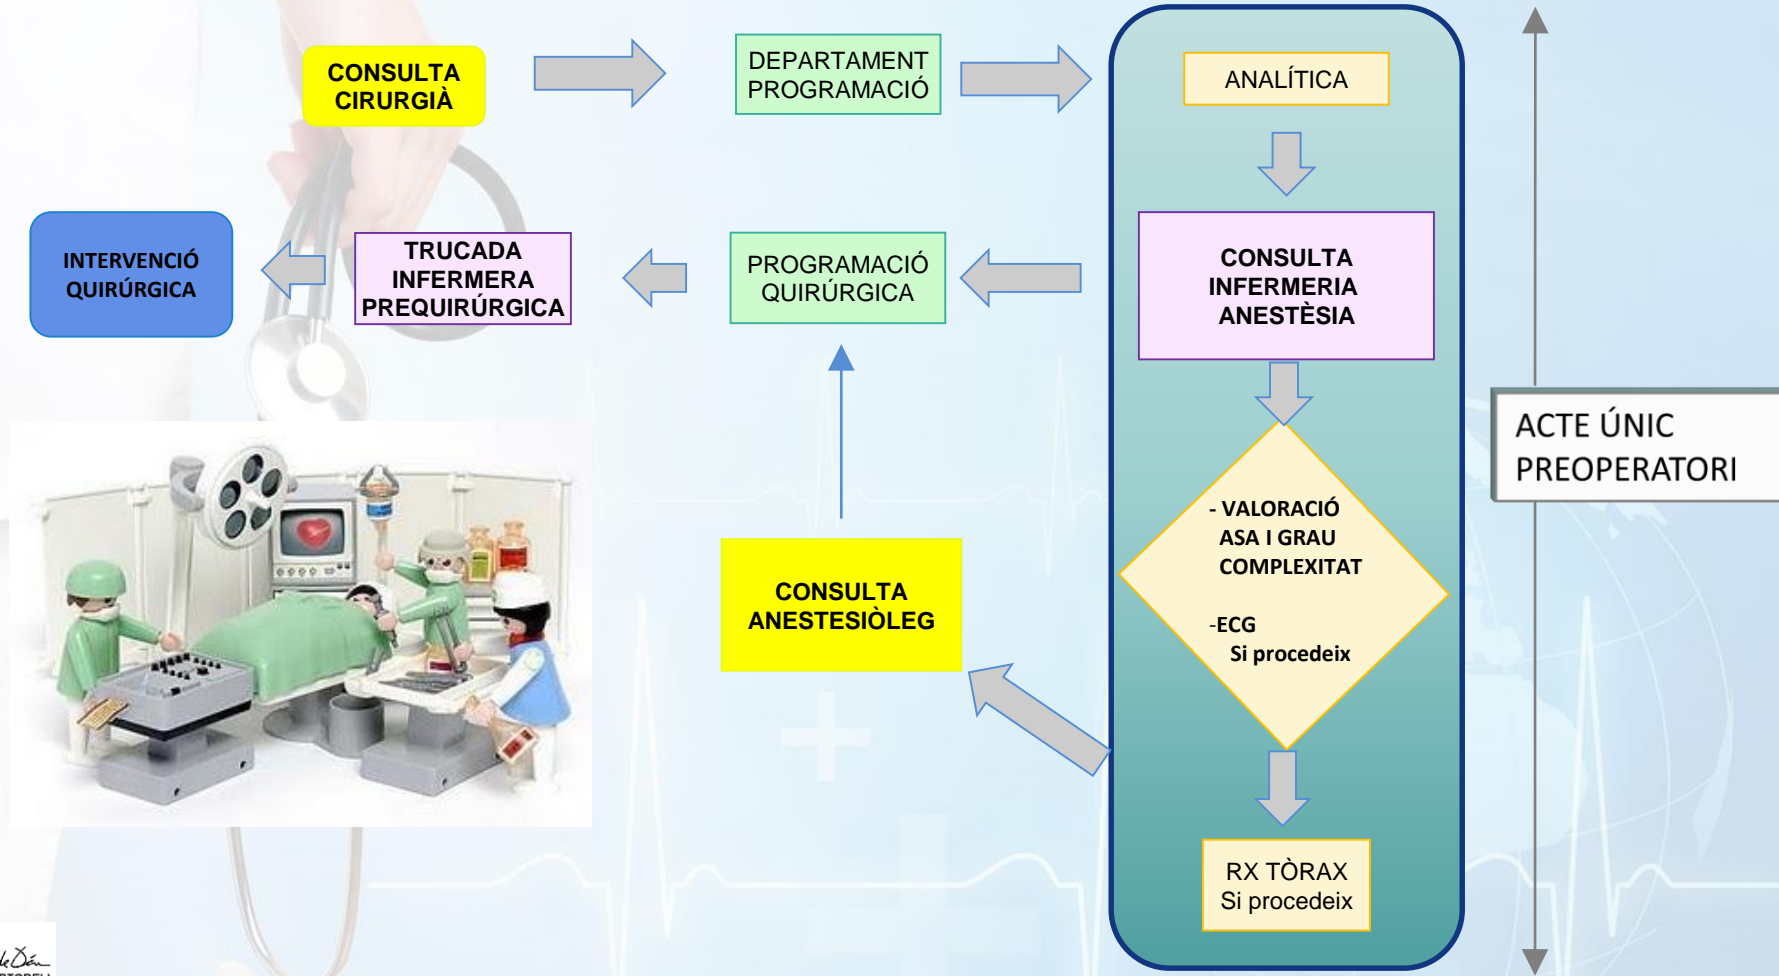 CONSULTA
CIRURGIÀ
DEPARTAMENT
PROGRAMACIÓ
ANALÍTICA
INTERVENCIÓ
QUIRÚRGICA
TRUCADA
INFERMERA
PREQUIRÚRGICA
PROGRAMACIÓ
QUIRÚRGICA
CONSULTA
INFERMERIA
ANESTÈSIA
ACTE ÚNIC
PREOPERATORI
- VALORACIÓ
ASA I GRAU
COMPLEXITAT
-ECG
Si procedeix
CONSULTA
ANESTESIÒLEG
RX TÒRAX
Si procedeix